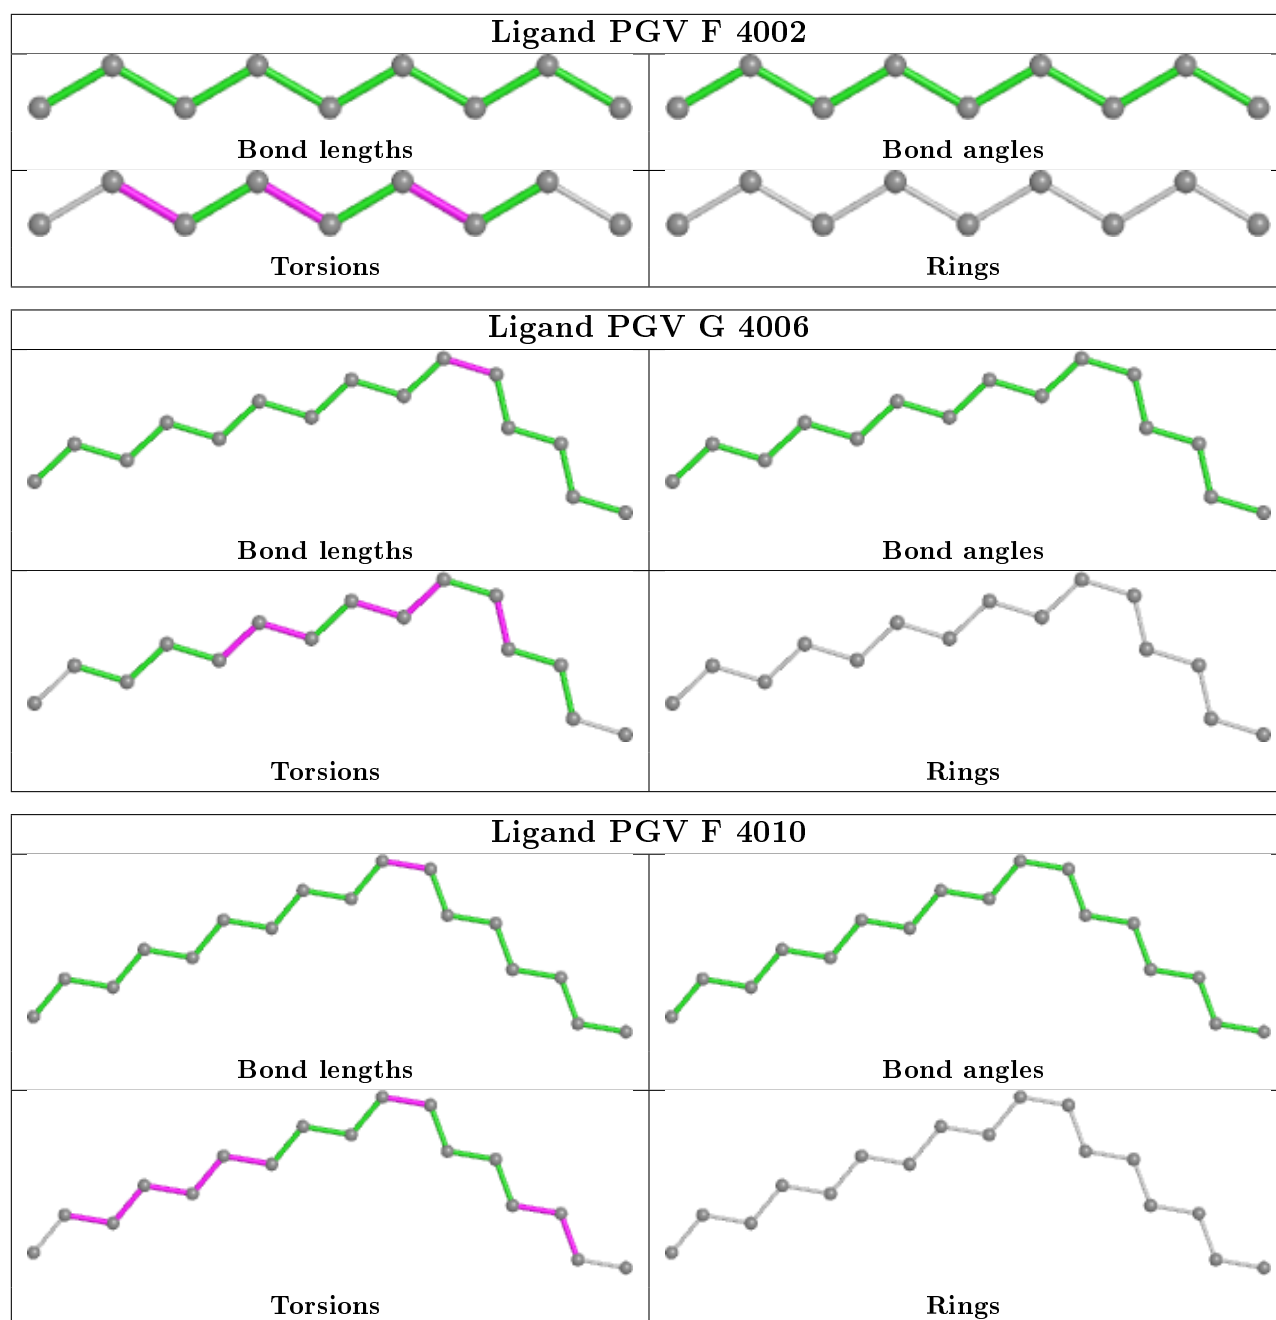 Ligand PGV F 4002
Bond lengths
Bond angles
Torsions
Rings
Ligand PGV G 4006
Bond lengths
Bond angles
Torsions
Rings
Ligand PGV F 4010
Bond lengths
Bond angles
Torsions
Rings